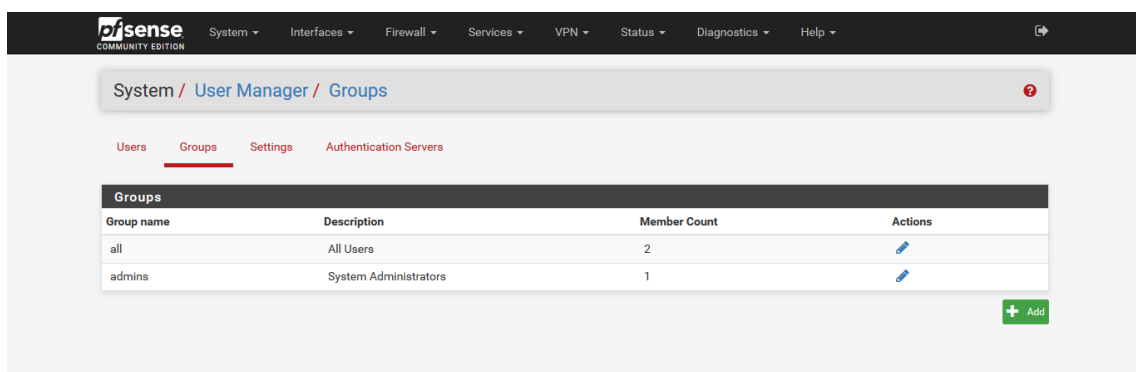 pfsense System Interfaces Firewall Services VPN Status Diagnostics Help
COMMUNITY EDITION
System / User Manager / Groups
Users Groups Settings Authentication Servers
Groups
Group name Description Member Count Actions
all All Users 2
admins System Administrators 1
+ Add